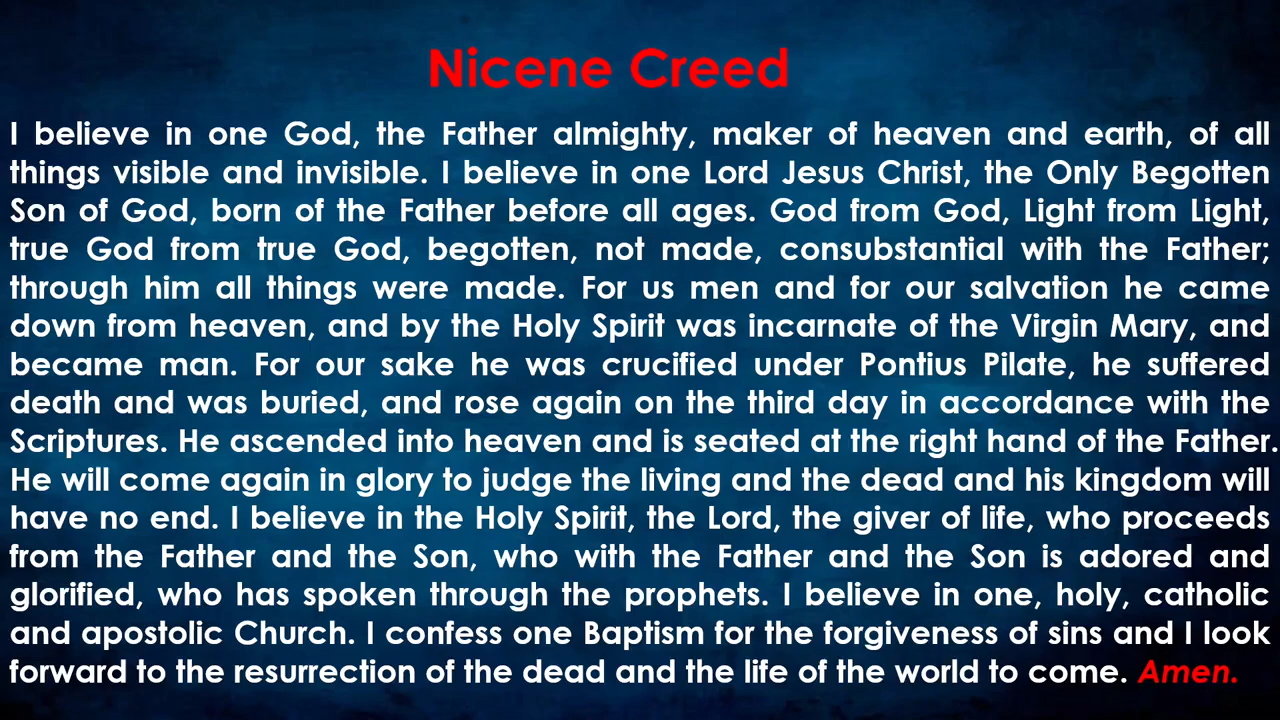 Nicene Creed
I believe in one God, the Father almighty, maker of heaven and earth, of all
things visible and invisible. I believe in one Lord Jesus Christ, the Only Begotten
Son of God, born of the Father before all ages. God from God, Light from Light,
true God from true God, begotten, not made, consubstantial with the Father;
through him all things were made. For us men and for our salvation he came
down from heaven, and by the Holy Spirit was incarnate of the Virgin Mary, and
became man. For our sake he was crucified under Pontius Pilate, he suffered
death and was buried, and rose again on the third day in accordance with the
Scriptures. He ascended into heaven and is seated at the right hand of the Father.
He will come again in glory to judge the living and the dead and his kingdom will
have no end. I believe in the Holy Spirit, the Lord, the giver of life, who proceeds
from the Father and the Son, who with the Father and the Son is adored and
glorified, who has spoken through the prophets. I believe in one, holy, catholic
and apostolic Church. I confess one Baptism for the forgiveness of sins and I look
forward to the resurrection of the dead and the life of the world to come. Amen.